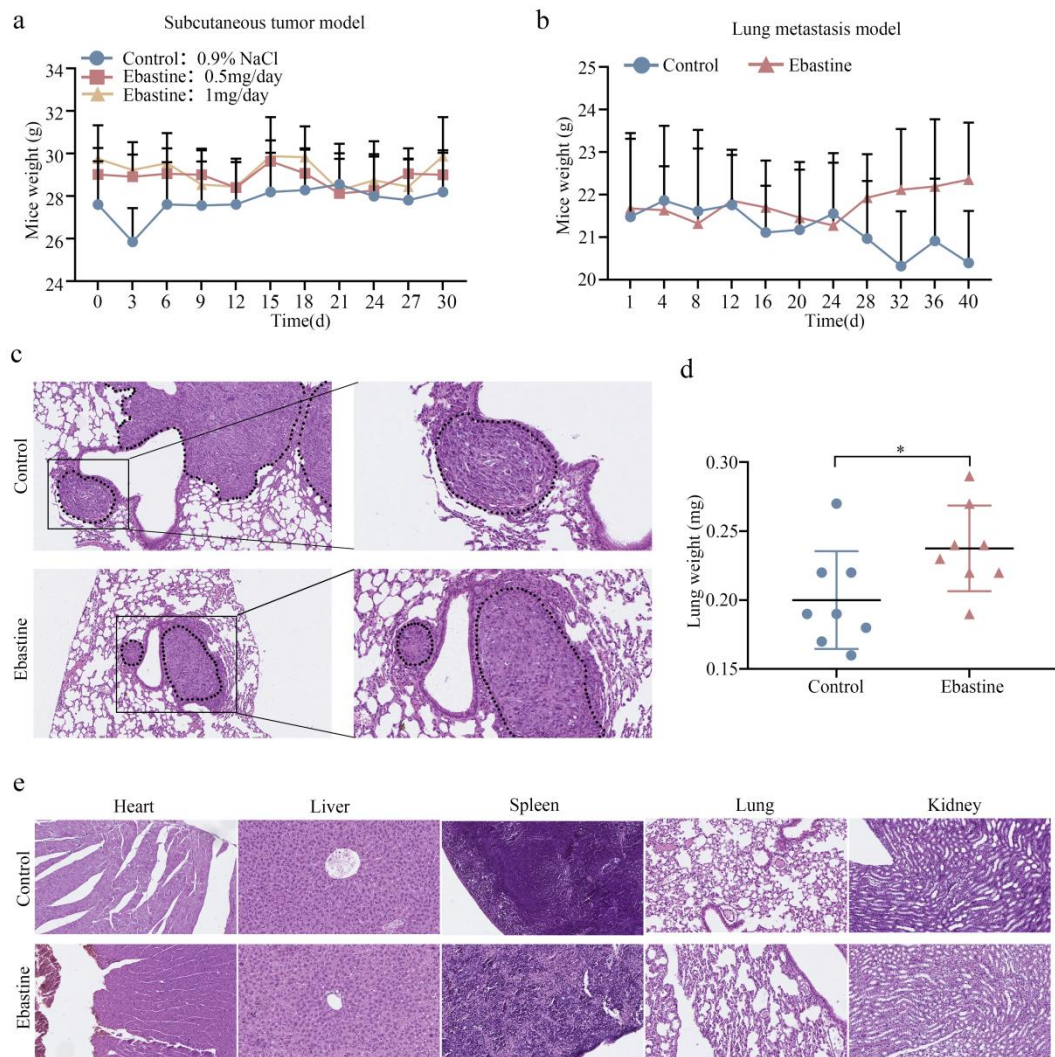 a
Subcutaneous tumor model
Control：0.9% NaCl
Ebastine：0.5mg/day
Ebastine：1mg/day
Mice weight (g)
34
32
30
28
26
24
0 3 6 9 12 15 18 21 24 27 30
Time(d)
b
Lung metastasis model
Control Ebastine
Mice weight (g)
25
24
23
22
21
20
1 4 8 12 16 20 24 28 32 36 40
Time(d)
c
Control
Ebastine
d
*
Lung weight (mg)
0.30
0.25
0.20
0.15
Control Ebastine
e
Heart Liver Spleen Lung Kidney
Control
Ebastine